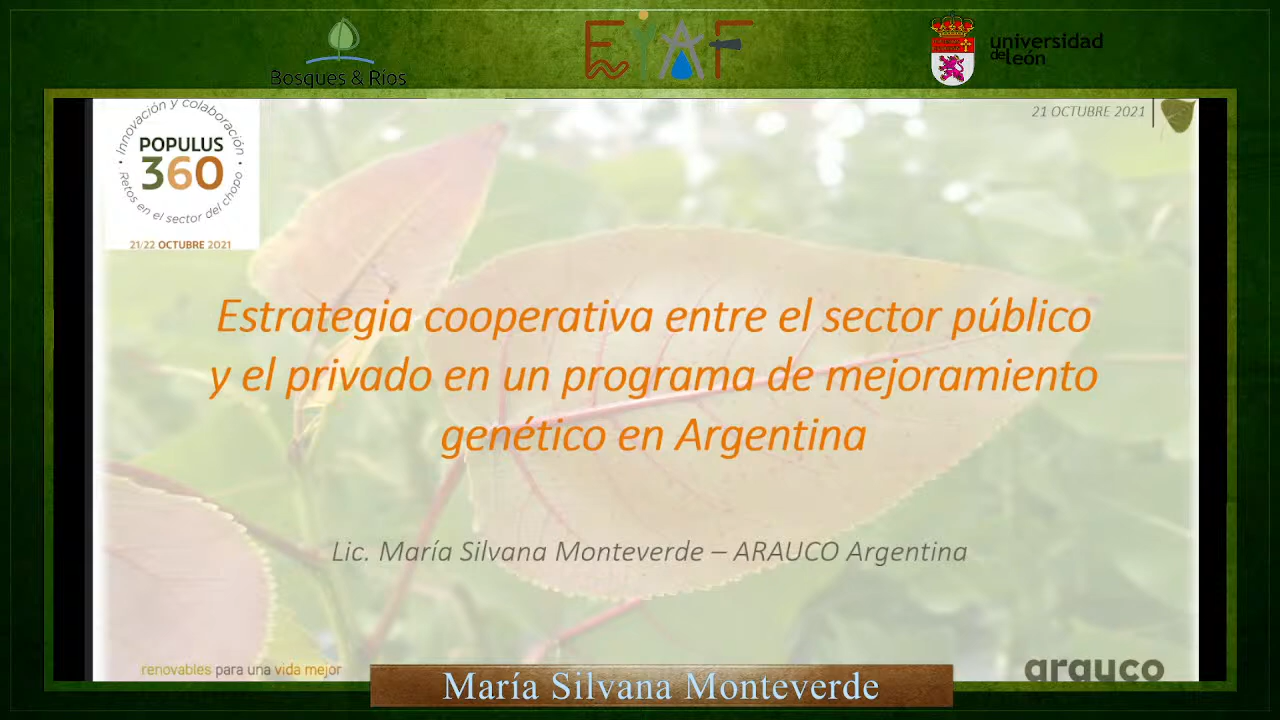 Bosques & Ríos
EYAF
universidad
de león
Innovación y colaboración
POPULUS
360
Retos en el sector del chopo
21/22 OCTUBRE 2021
21 OCTUBRE 2021
Estrategia cooperativa entre el sector público
y el privado en un programa de mejoramiento
genético en Argentina
Lic. María Silvana Monteverde – ARAUCO Argentina
renovables para una vida mejor
arauco
María Silvana Monteverde